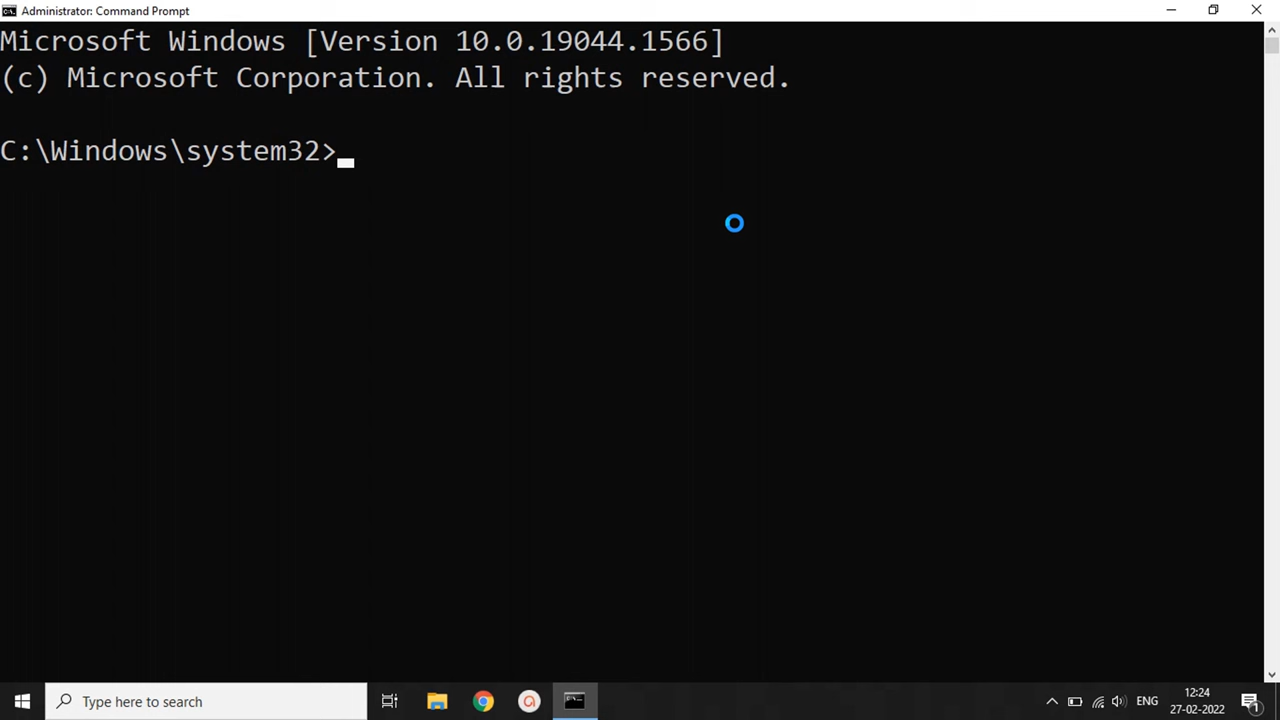 Administrator: Command Prompt
Microsoft Windows [Version 10.0.19044.1566]
(c) Microsoft Corporation. All rights reserved.
C:\Windows\system32>
Type here to search
ENG
12:24
27-02-2022
1